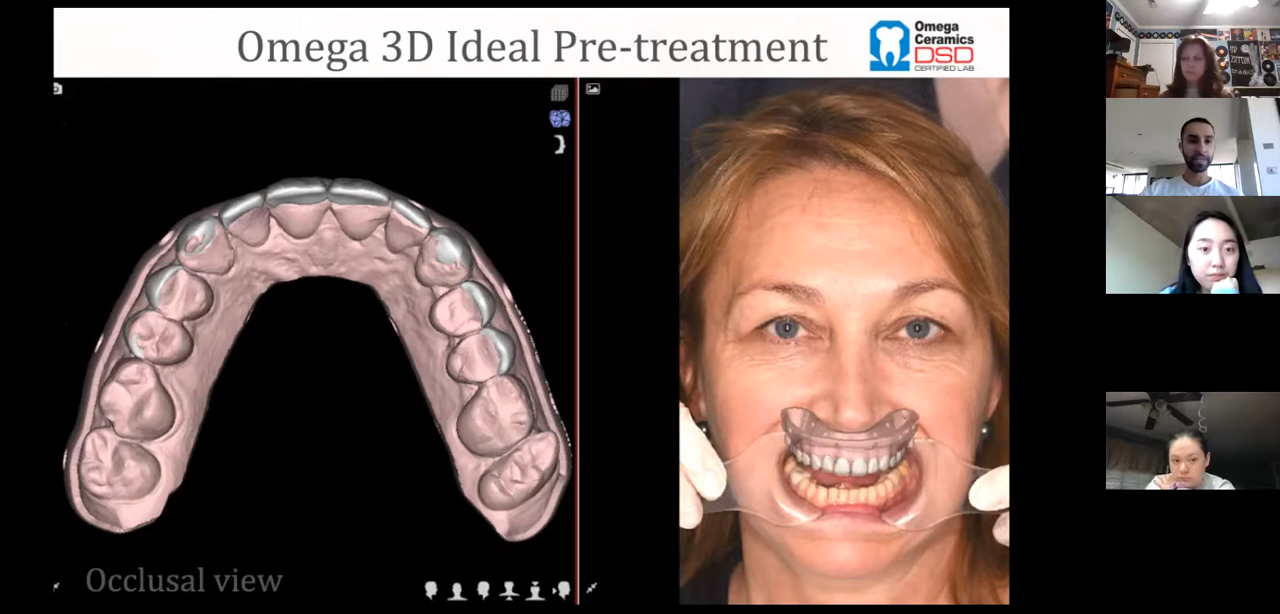 Omega 3D Ideal Pre-treatment
Omega
Ceramics
DSD
CERTIFIED LAB
Occlusal view